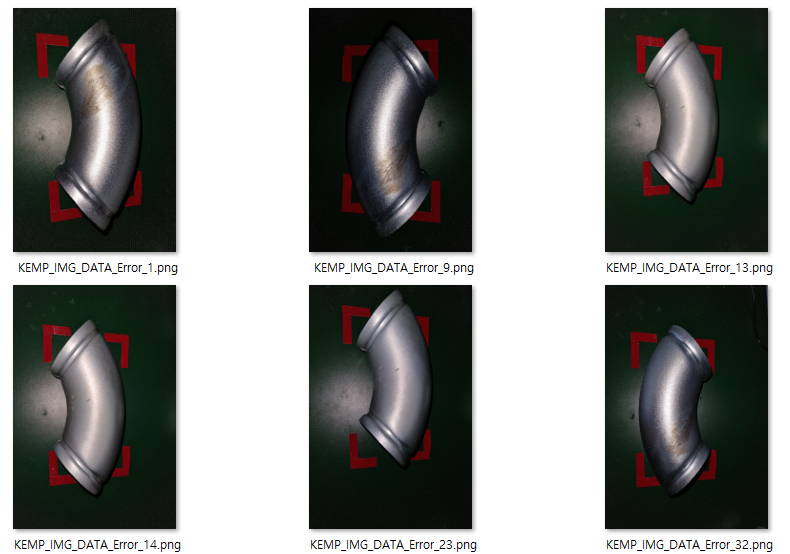 KEMP_IMG_DATA_Error_1.png
KEMP_IMG_DATA_Error_9.png
KEMP_IMG_DATA_Error_13.png
KEMP_IMG_DATA_Error_14.png
KEMP_IMG_DATA_Error_23.png
KEMP_IMG_DATA_Error_32.png